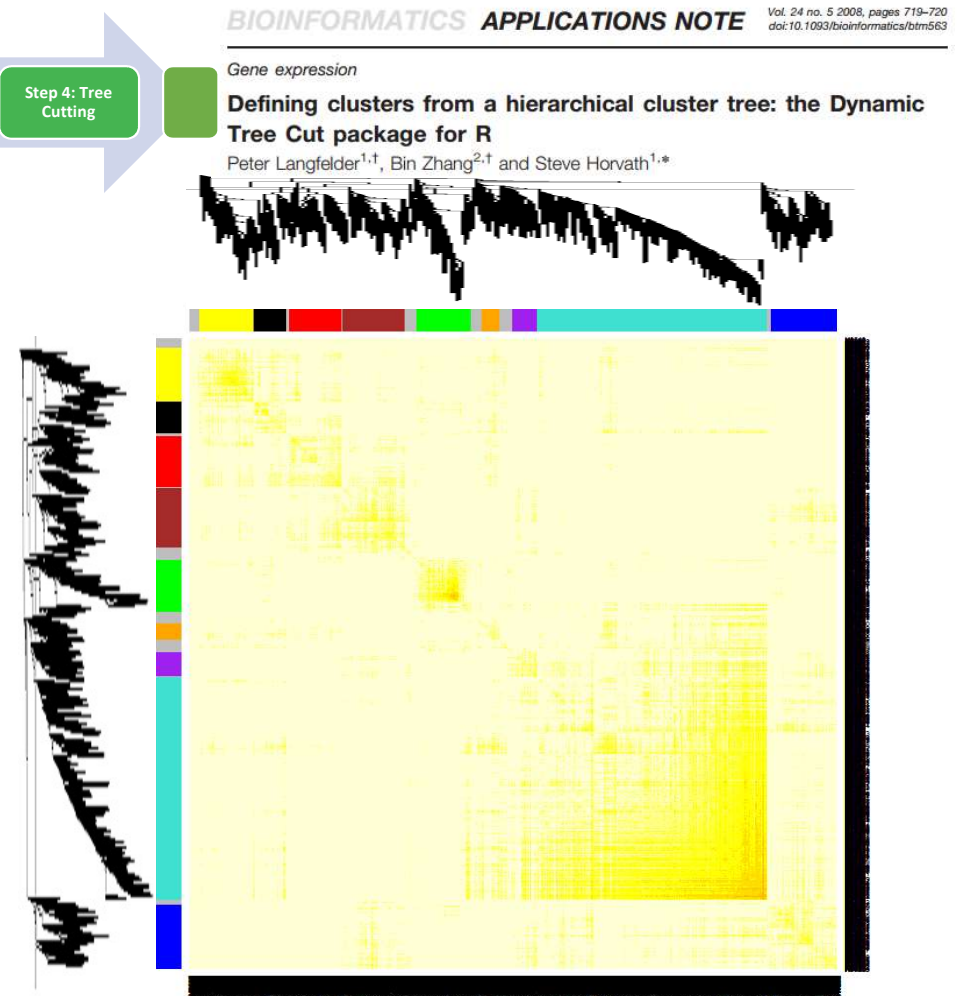 BIOINFORMATICS APPLICATIONS NOTE
Vol. 24 no. 5 2008, pages 719–720
doi:10.1093/bioinformatics/btm563
Step 4: Tree
Cutting
Gene expression
Defining clusters from a hierarchical cluster tree: the Dynamic
Tree Cut package for R
Peter Langfelder1,†, Bin Zhang2,† and Steve Horvath1,*